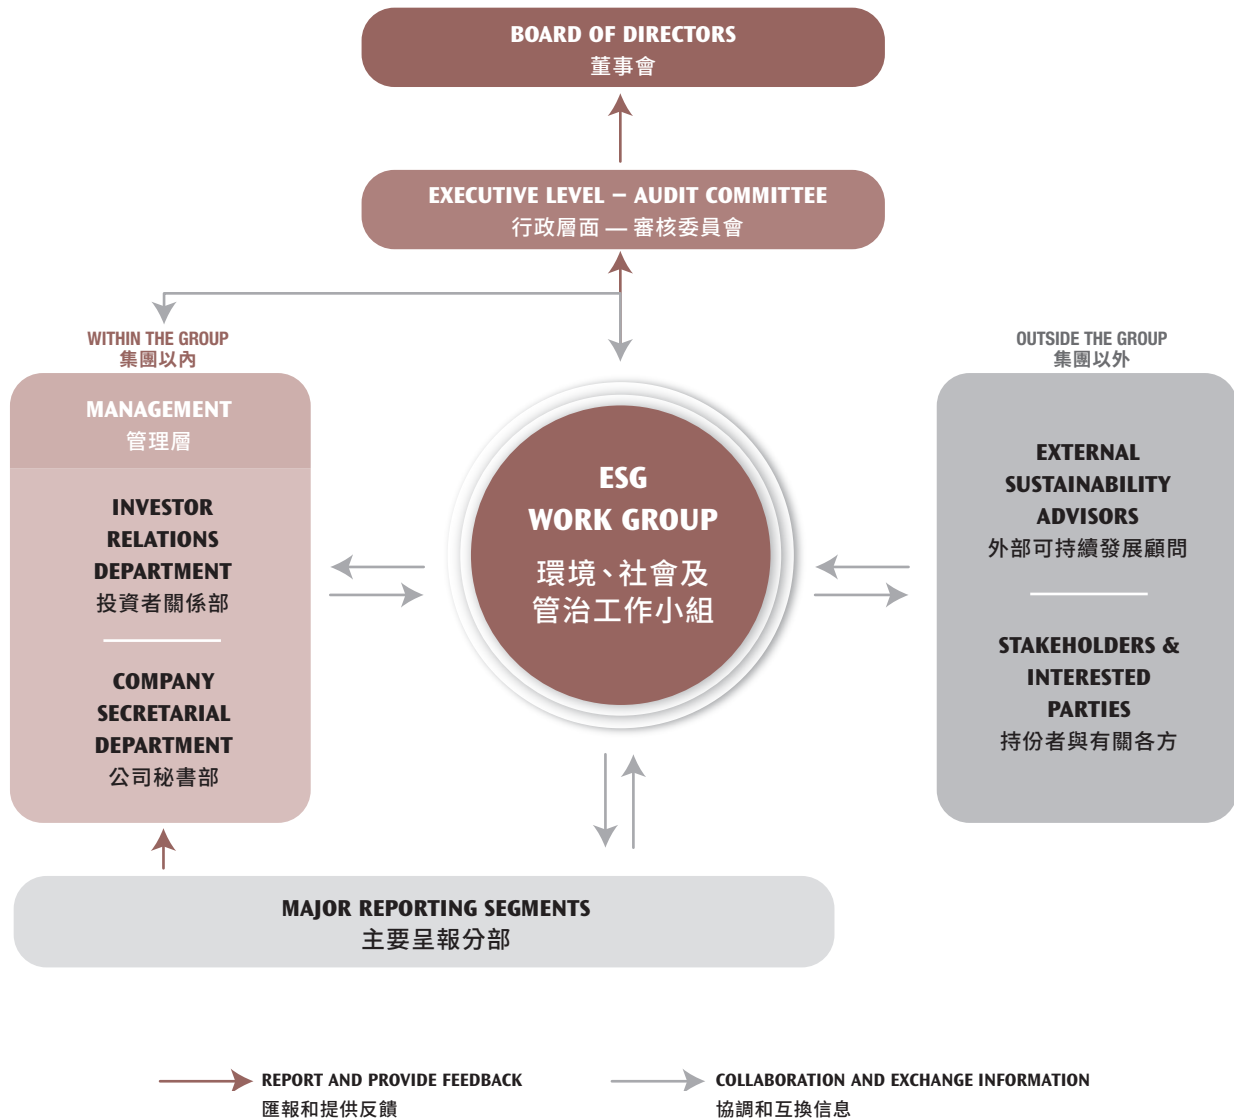 BOARD OF DIRECTORS
董事會
EXECUTIVE LEVEL – AUDIT COMMITTEE
行政層面 — 審核委員會
WITHIN THE GROUP
集團以內
MANAGEMENT
管理層
INVESTOR
RELATIONS
DEPARTMENT
投資者關係部
COMPANY
SECRETARIAL
DEPARTMENT
公司秘書部
ESG
WORK GROUP
環境、社會及
管治工作小組
OUTSIDE THE GROUP
集團以外
EXTERNAL
SUSTAINABILITY
ADVISORS
外部可持續發展顧問
STAKEHOLDERS &
INTERESTED
PARTIES
持份者與有關各方
MAJOR REPORTING SEGMENTS
主要呈報分部
REPORT AND PROVIDE FEEDBACK
匯報和提供反饋
COLLABORATION AND EXCHANGE INFORMATION
協調和互換信息